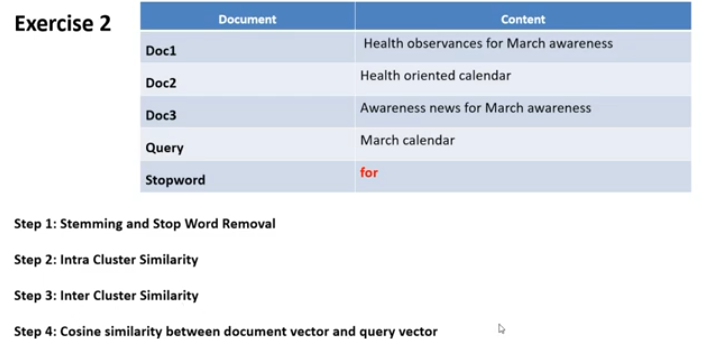 Exercise 2
Document Content
Doc1 Health observances for March awareness
Doc2 Health oriented calendar
Doc3 Awareness news for March awareness
Query March calendar
Stopword for
Step 1: Stemming and Stop Word Removal
Step 2: Intra Cluster Similarity
Step 3: Inter Cluster Similarity
Step 4: Cosine similarity between document vector and query vector